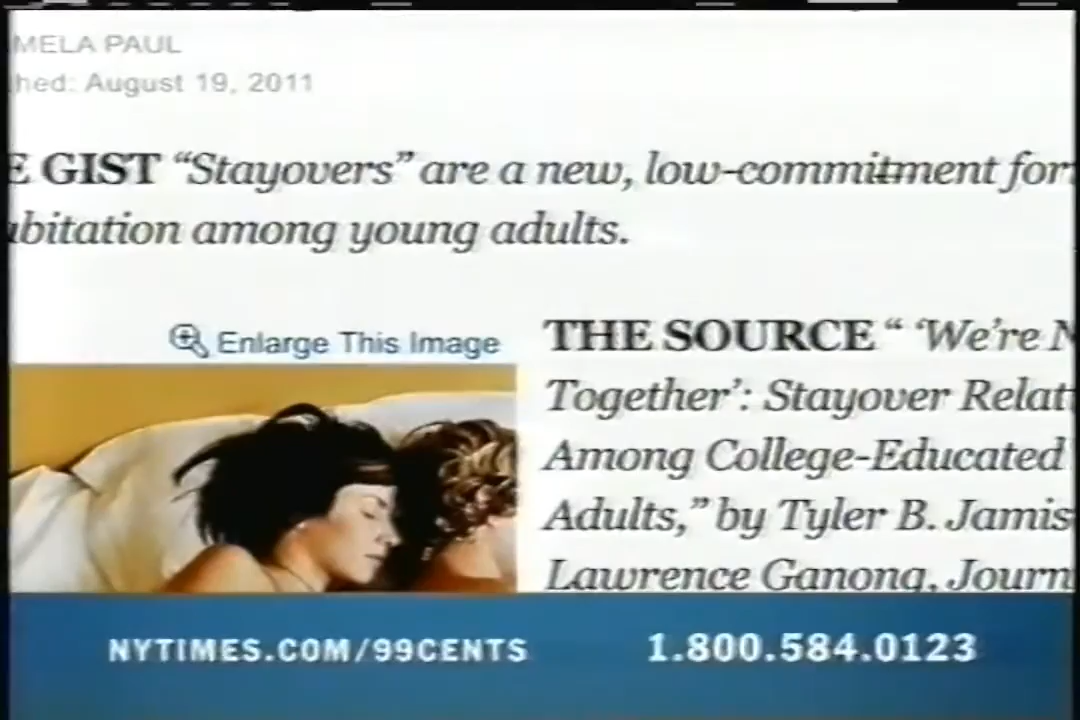 MELA PAUL
hed: August 19, 2011
E GIST “Stayovers” are a new, low-commitment for
abitation among young adults.
Enlarge This Image
THE SOURCE “ ‘We’re N
Together’: Stayover Relat
Among College-Educated
Adults,” by Tyler B. Jamis
Lawrence Ganong, Journ
NYTIMES.COM/99CENTS
1.800.584.0123